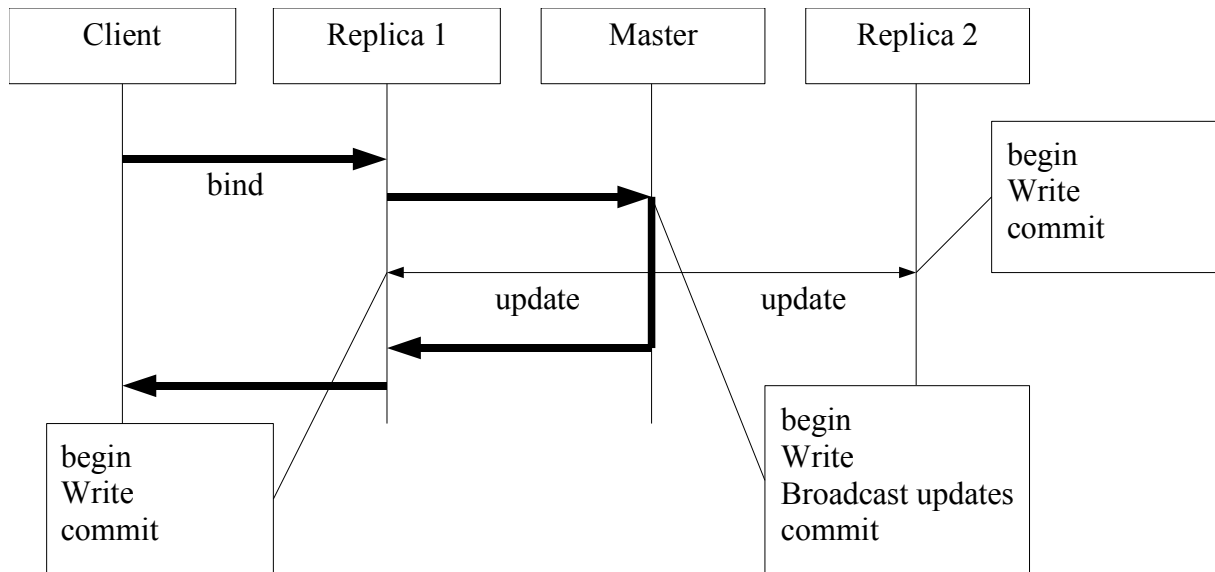 Client
Replica 1
Master
Replica 2
bind
begin
Write
commit
update
update
begin
Write
commit
begin
Write
Broadcast updates
commit